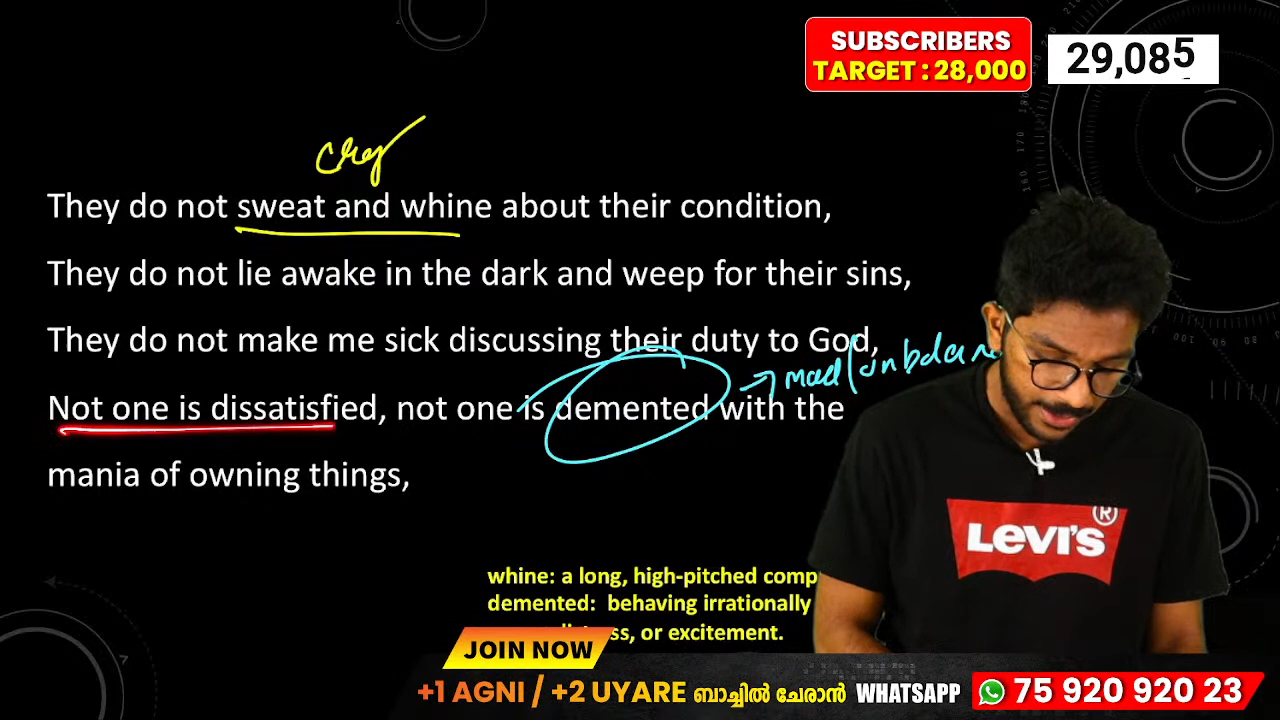 SUBSCRIBERS
TARGET : 28,000
29,085
cry
They do not sweat and whine about their condition,
They do not lie awake in the dark and weep for their sins,
They do not make me sick discussing their duty to God,
mad
Not one is dissatisfied, not one is demented with the
mania of owning things,
LEVI'S
whine: a long, high-pitched
demented: behaving irrationally
or excitement.
JOIN NOW
+1 AGNI / +2 UYARE ബാച്ചിൽ ചേരാൻ WHATSAPP 75 920 920 23